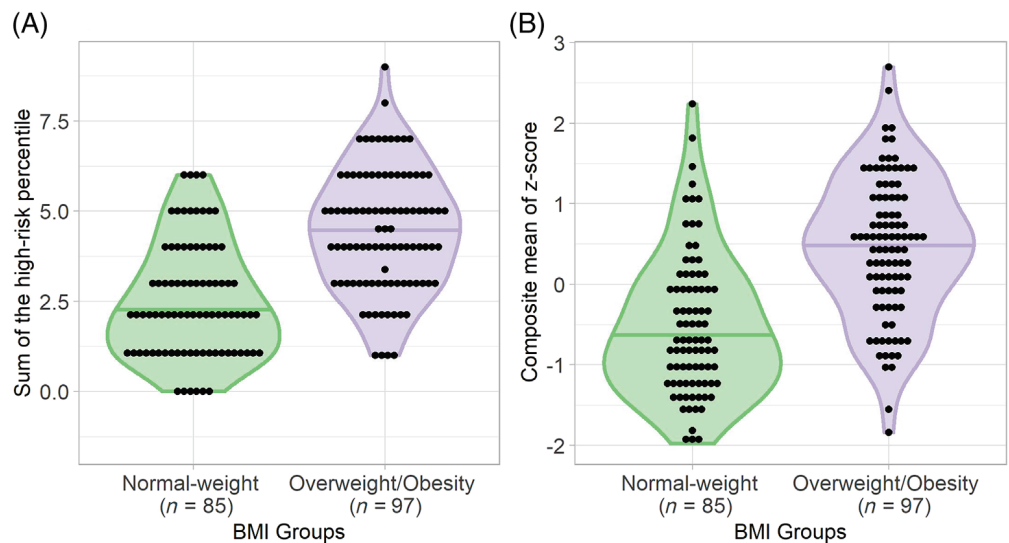 (A)
Sum of the high-risk percentile
7.5
5.0
2.5
0.0
Normal-weight
(n = 85)
Overweight/Obesity
(n = 97)
BMI Groups
(B)
Composite mean of z-score
3
2
1
0
-1
-2
Normal-weight
(n = 85)
Overweight/Obesity
(n = 97)
BMI Groups